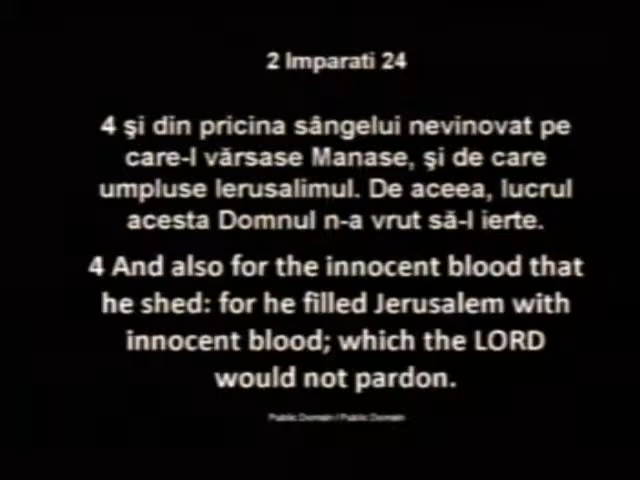 2 Imparati 24
4 şi din pricina sângelui nevinovat pe
care-l vărsase Manase, şi de care
umpluse Ierusalimul. De aceea, lucrul
acesta Domnul n-a vrut să-l ierte.
4 And also for the innocent blood that
he shed: for he filled Jerusalem with
innocent blood; which the LORD
would not pardon.
Public Domain / Public Domain